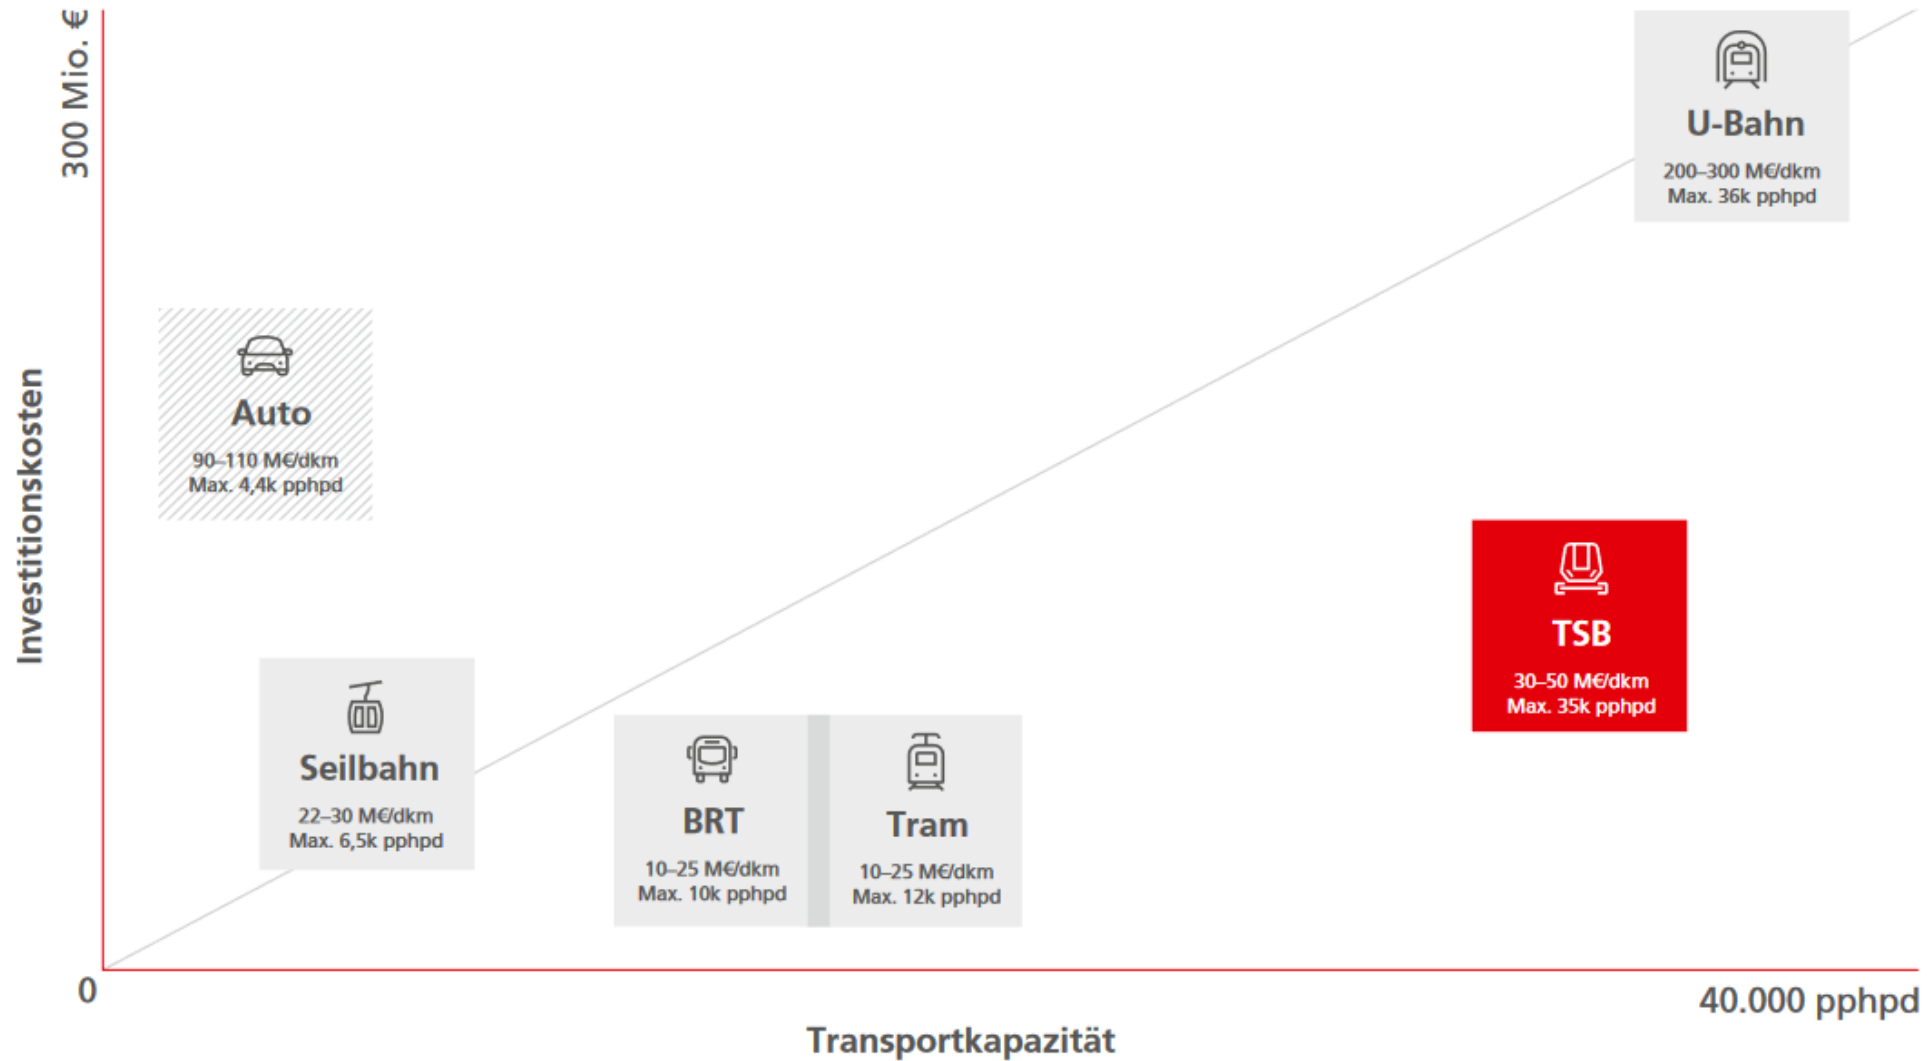 300 Mio. €
Investitionskosten
U-Bahn
200–300 M€/dkm
Max. 36k pphpd
Auto
90–110 M€/dkm
Max. 4,4k pphpd
TSB
30–50 M€/dkm
Max. 35k pphpd
Seilbahn
22–30 M€/dkm
Max. 6,5k pphpd
BRT
10–25 M€/dkm
Max. 10k pphpd
Tram
10–25 M€/dkm
Max. 12k pphpd
0
40.000 pphpd
Transportkapazität